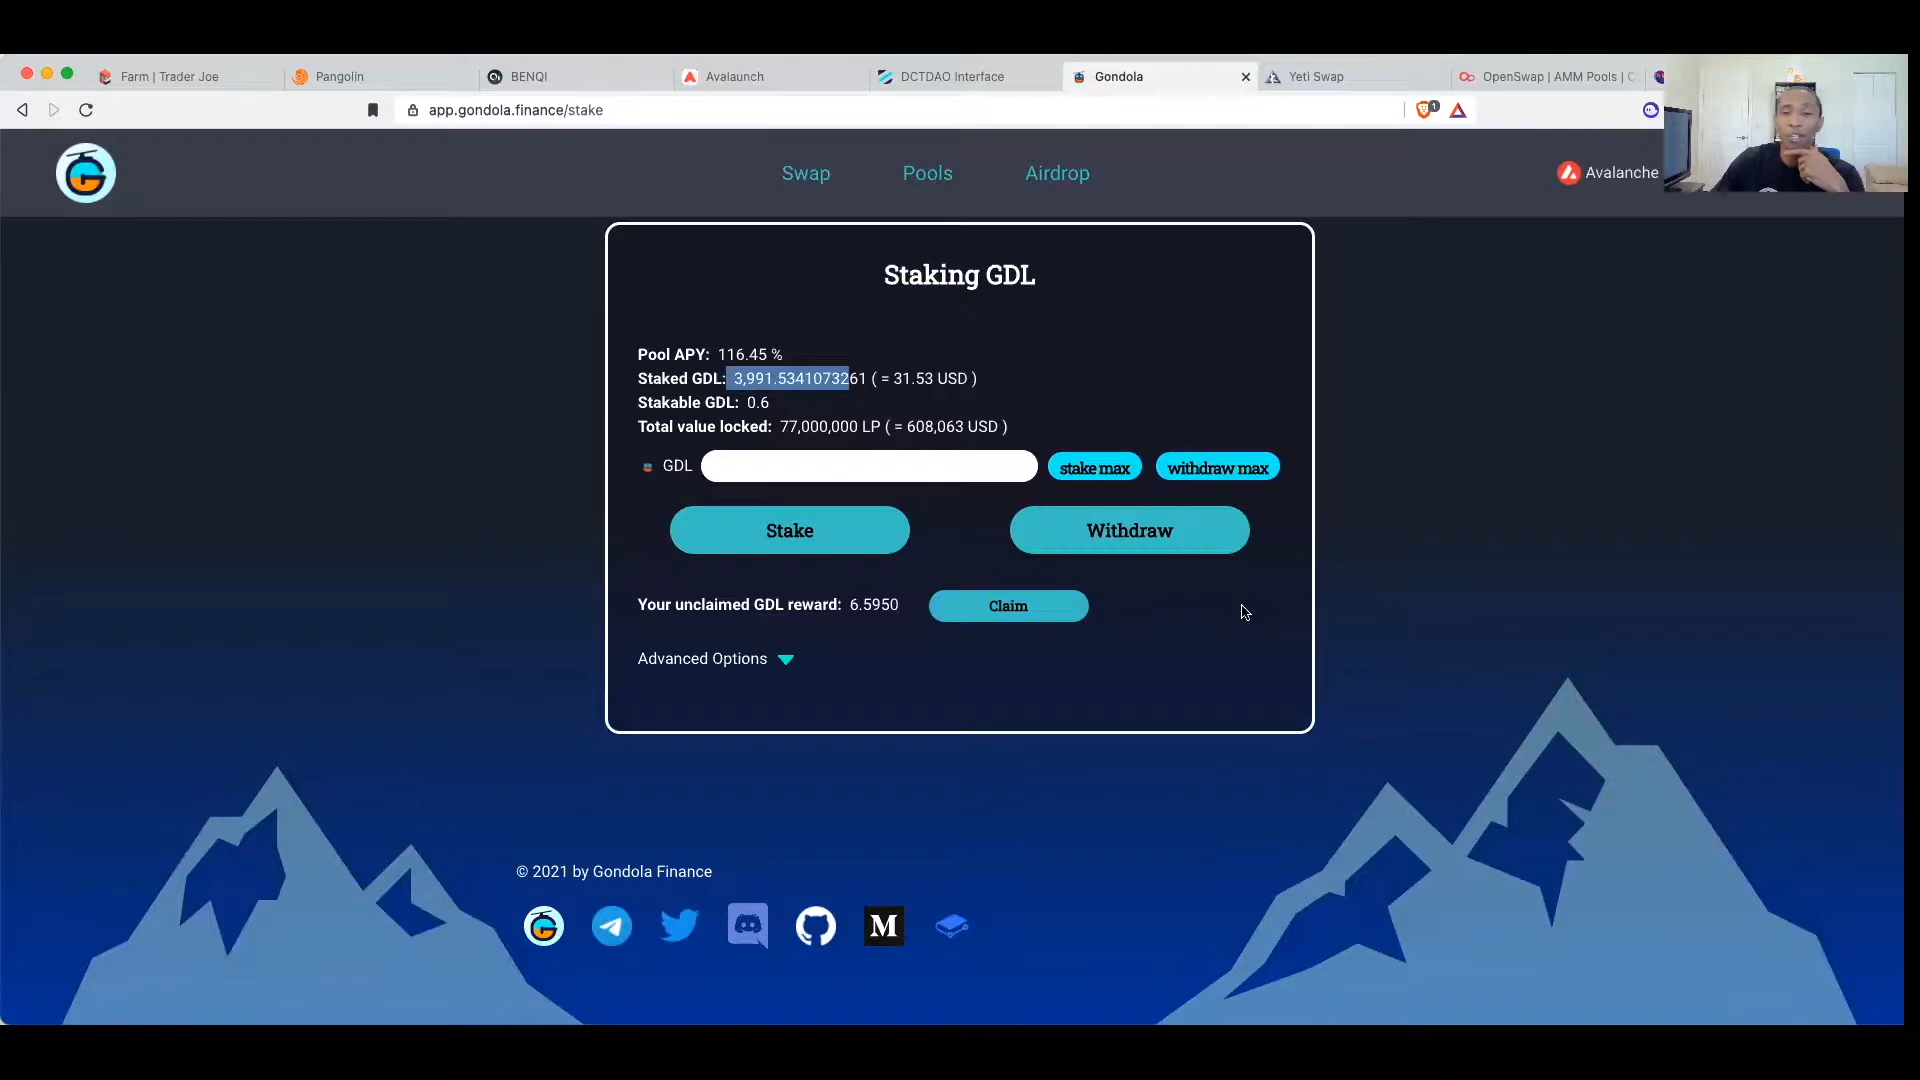 Farm | Trader Joe
Pangolin
BENQI
Avalaunch
DCTDAO Interface
Gondola
Yeti Swap
OpenSwap | AMM Pools |
app.gondola.finance/stake
1
Swap
Pools
Airdrop
Avalanche
Staking GDL
Pool APY: 116.45 %
Staked GDL: 3,991.5341073261 ( = 31.53 USD )
Stakable GDL: 0.6
Total value locked: 77,000,000 LP ( = 608,063 USD )
GDL
stake max
withdraw max
Stake
Withdraw
Your unclaimed GDL reward: 6.5950
Claim
Advanced Options
© 2021 by Gondola Finance
M